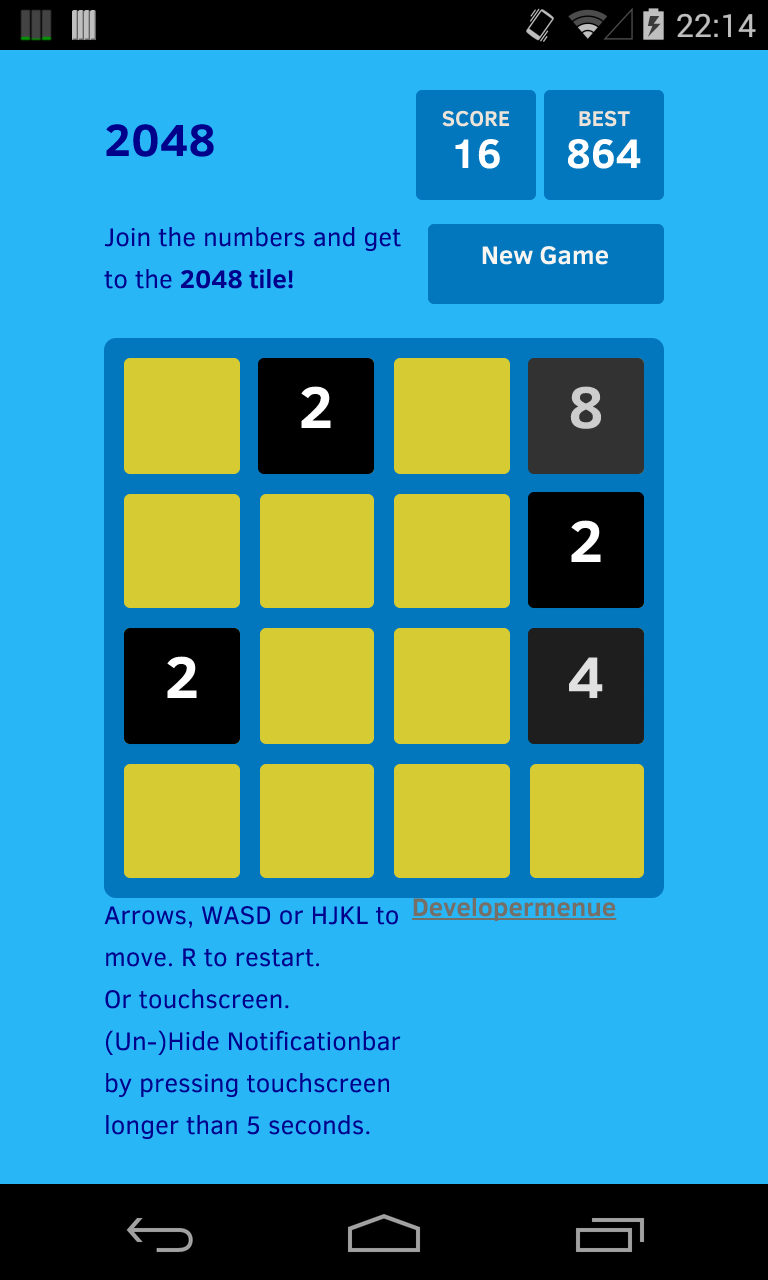 22:14
2048
SCORE
16
BEST
864
Join the numbers and get
to the 2048 tile!
New Game
2
8
2
2
4
Arrows, WASD or HJKL to
move. R to restart.
Or touchscreen.
(Un-)Hide Notificationbar
by pressing touchscreen
longer than 5 seconds.
Developermenue